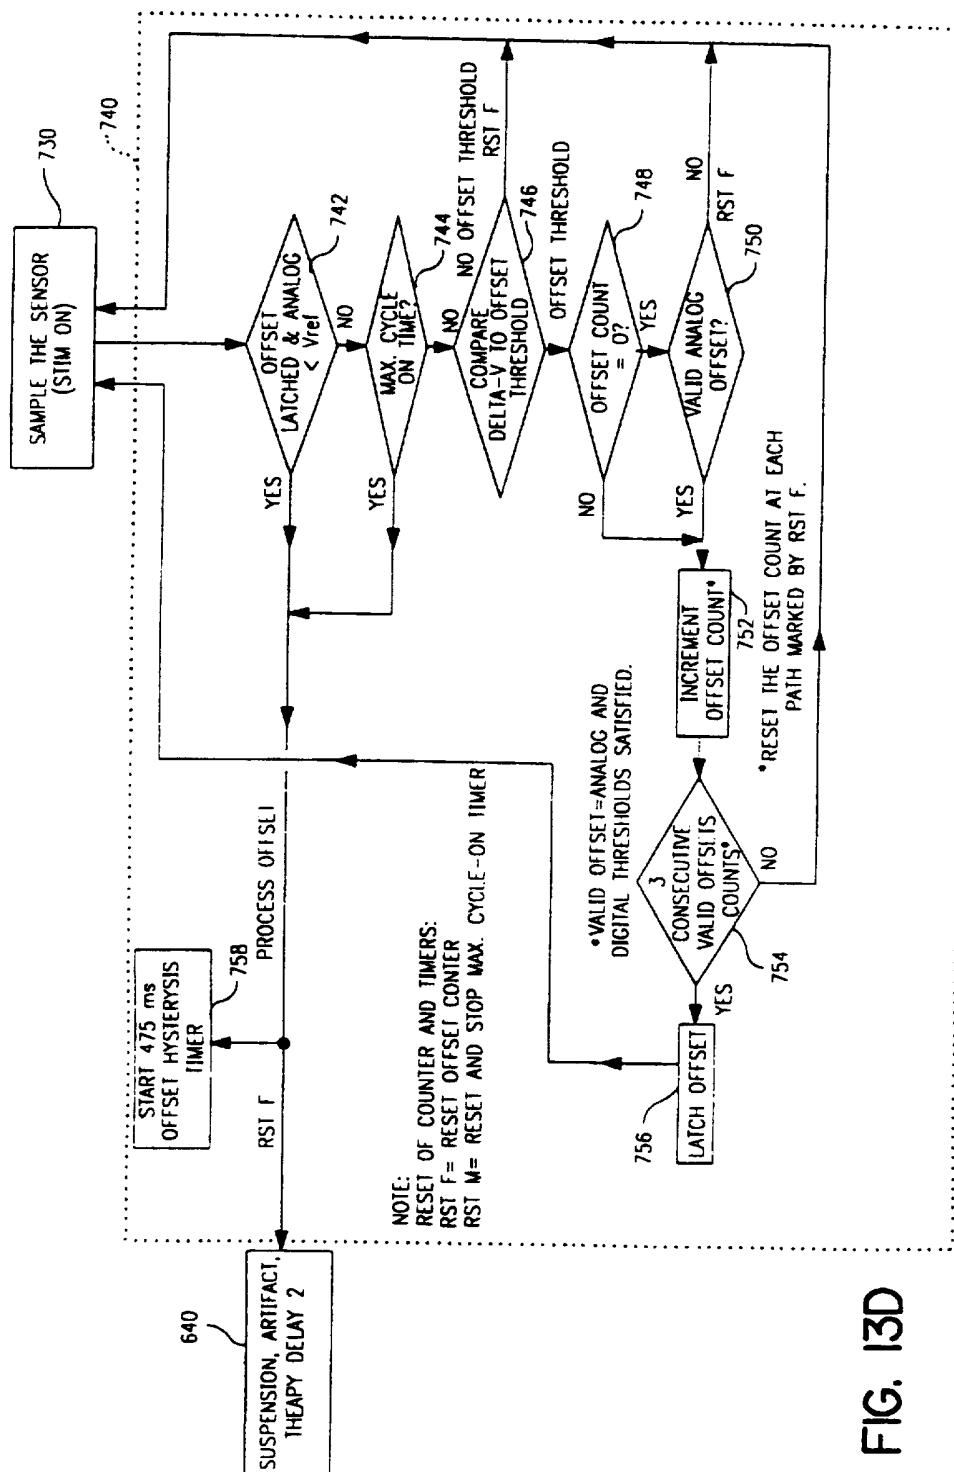 730
SAMPLE THE SENSOR
(STIM ON)
740
OFFSET
LATCHED & ANALOG
< Vref
742
YES
NO
MAX. CYCLE
ON TIME?
744
YES
NO
COMPARE
DELTA-V TO OFFSET
THRESHOLD
746
NO OFFSET THRESHOLD
RST F
OFFSET THRESHOLD
OFFSET COUNT
= 0?
748
NO
YES
VALID ANALOG
OFFSET?
750
YES
NO
RST F
INCREMENT
OFFSET COUNT*
752
*RESET THE OFFSET COUNT AT EACH
PATH MARKED BY RST F.
*VALID OFFSET=ANALOG AND
DIGITAL THRESHOLDS SATISFIED.
3
CONSECUTIVE
VALID OFFSETS
COUNTS*
754
NO
YES
LATCH OFFSET
756
PROCESS OFFSET
START 475 ms
OFFSET HYSTERYSIS
TIMER
758
RST F
NOTE:
RESET OF COUNTER AND TIMERS:
RST F= RESET OFFSET CONTER
RST M= RESET AND STOP MAX. CYCLE-ON TIMER
640
SUSPENSION, ARTIFACT,
THEAPY DELAY 2
FIG. 13D